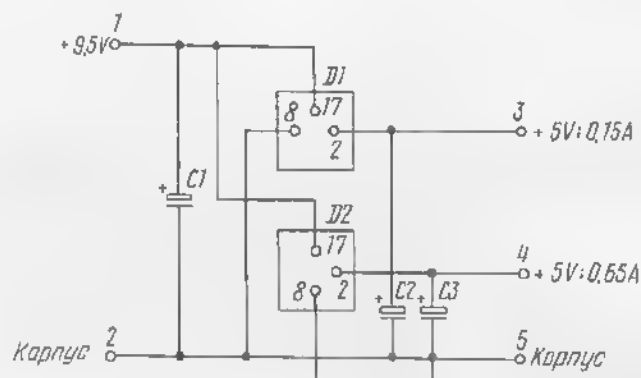 1
+ 9,5V
D1
17
8
2
3
+ 5V; 0,15A
C1
+
D2
17
2
8
4
+ 5V; 0,65A
+ C2
+ C3
Корпус
2
5
Корпус